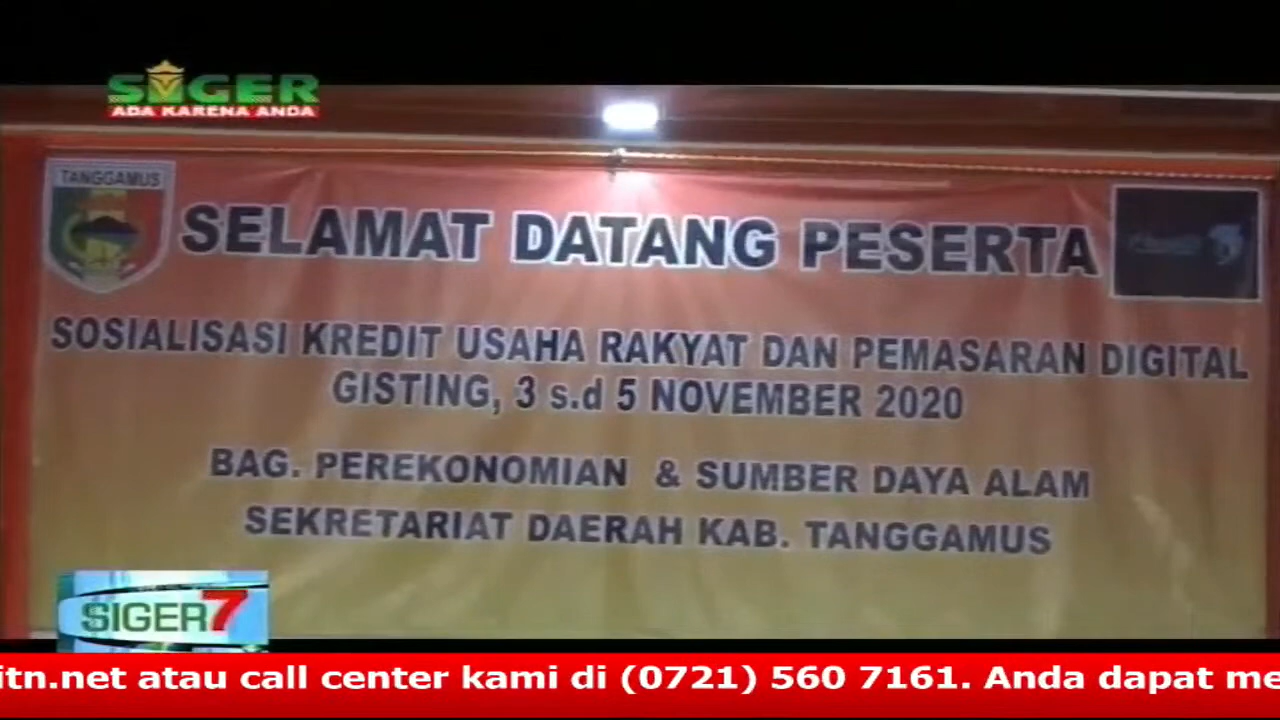 SIGER
ADA KARENA ANDA
TANGGAMUS
SELAMAT DATANG PESERTA
SOSIALISASI KREDIT USAHA RAKYAT DAN PEMASARAN DIGITAL
GISTING, 3 s.d 5 NOVEMBER 2020
BAG. PEREKONOMIAN & SUMBER DAYA ALAM
SEKRETARIAT DAERAH KAB. TANGGAMUS
SIGER7
itn.net atau call center kami di (0721) 560 7161. Anda dapat me